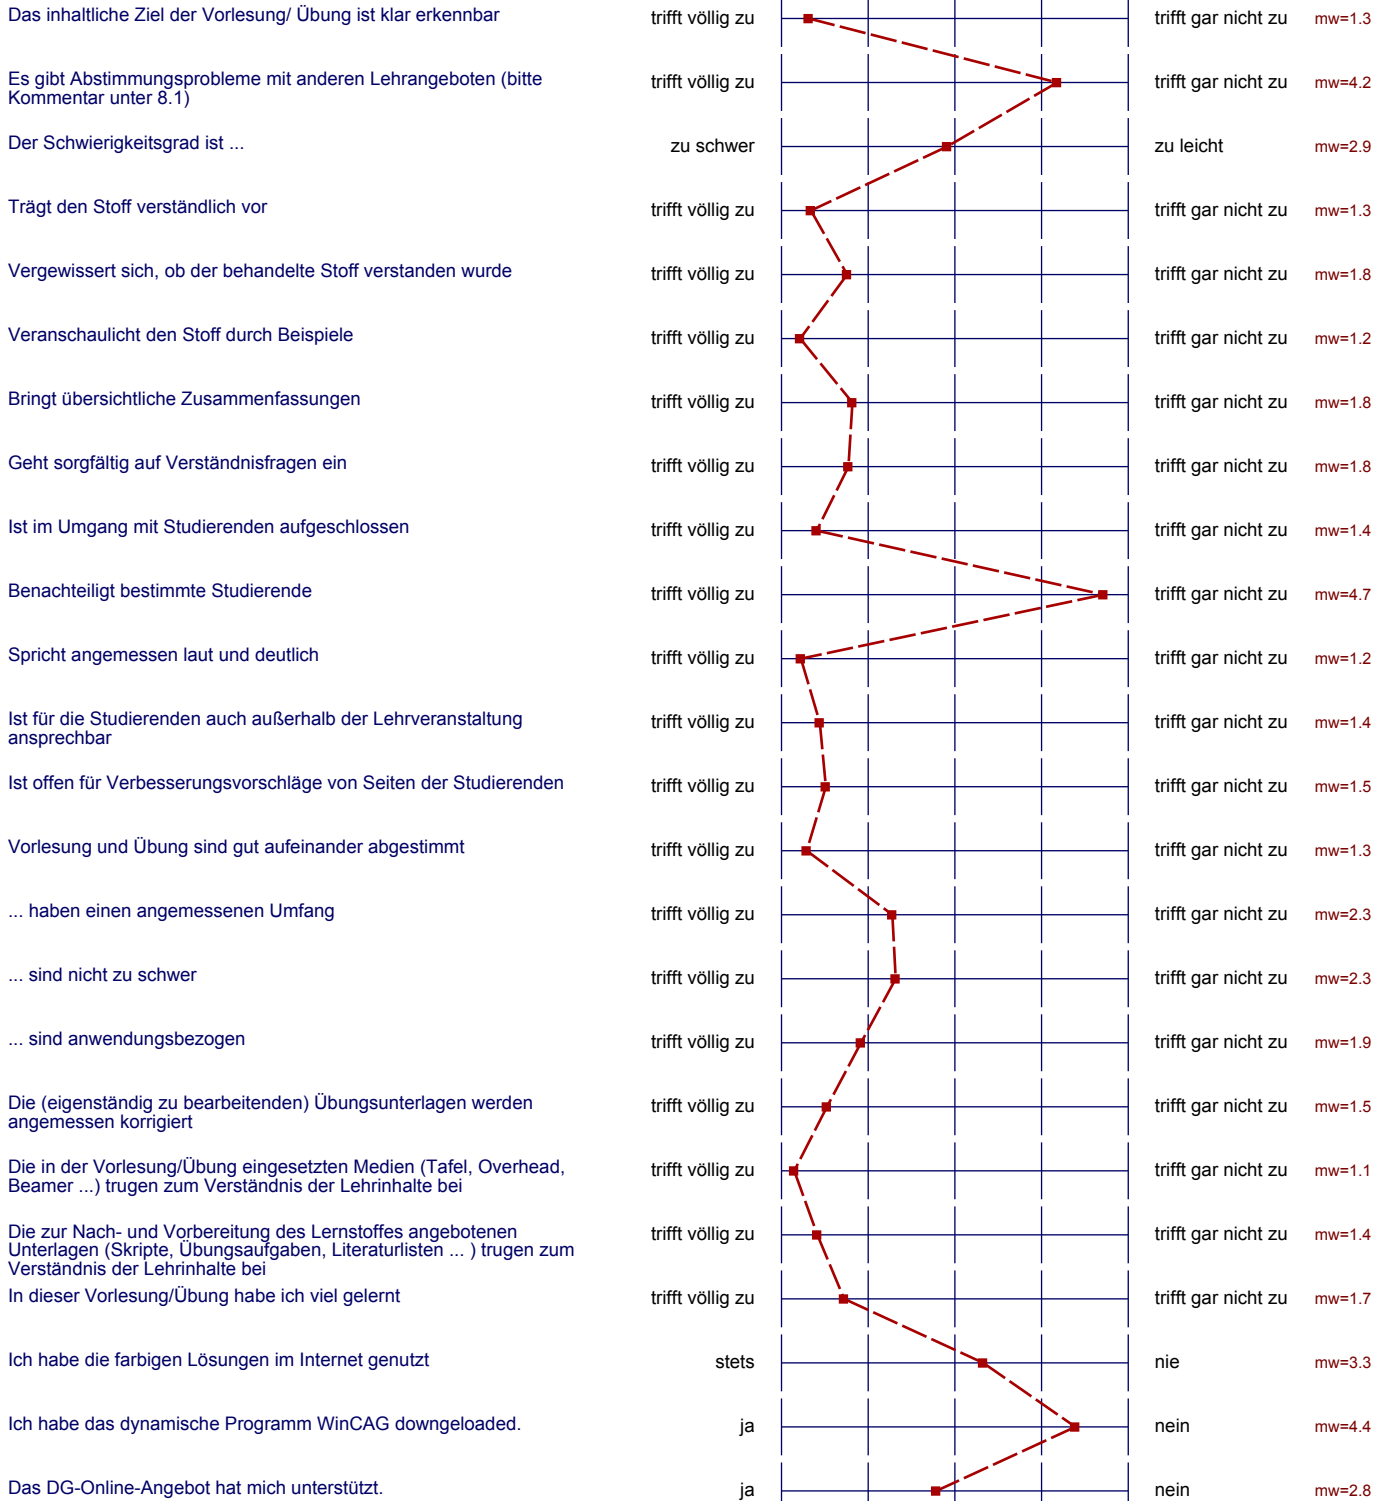 Das inhaltliche Ziel der Vorlesung/ Übung ist klar erkennbar trifft völlig zu trifft gar nicht zu mw=1.3
Es gibt Abstimmungsprobleme mit anderen Lehrangeboten (bitte trifft völlig zu trifft gar nicht zu mw=4.2
Kommentar unter 8.1)
Der Schwierigkeitsgrad ist ... zu schwer zu leicht mw=2.9
Trägt den Stoff verständlich vor trifft völlig zu trifft gar nicht zu mw=1.3
Vergewissert sich, ob der behandelte Stoff verstanden wurde trifft völlig zu trifft gar nicht zu mw=1.8
Veranschaulicht den Stoff durch Beispiele trifft völlig zu trifft gar nicht zu mw=1.2
Bringt übersichtliche Zusammenfassungen trifft völlig zu trifft gar nicht zu mw=1.8
Geht sorgfältig auf Verständnisfragen ein trifft völlig zu trifft gar nicht zu mw=1.8
Ist im Umgang mit Studierenden aufgeschlossen trifft völlig zu trifft gar nicht zu mw=1.4
Benachteiligt bestimmte Studierende trifft völlig zu trifft gar nicht zu mw=4.7
Spricht angemessen laut und deutlich trifft völlig zu trifft gar nicht zu mw=1.2
Ist für die Studierenden auch außerhalb der Lehrveranstaltung trifft völlig zu trifft gar nicht zu mw=1.4
ansprechbar
Ist offen für Verbesserungsvorschläge von Seiten der Studierenden trifft völlig zu trifft gar nicht zu mw=1.5
Vorlesung und Übung sind gut aufeinander abgestimmt trifft völlig zu trifft gar nicht zu mw=1.3
... haben einen angemessenen Umfang trifft völlig zu trifft gar nicht zu mw=2.3
... sind nicht zu schwer trifft völlig zu trifft gar nicht zu mw=2.3
... sind anwendungsbezogen trifft völlig zu trifft gar nicht zu mw=1.9
Die (eigenständig zu bearbeitenden) Übungsunterlagen werden trifft völlig zu trifft gar nicht zu mw=1.5
angemessen korrigiert
Die in der Vorlesung/Übung eingesetzten Medien (Tafel, Overhead, trifft völlig zu trifft gar nicht zu mw=1.1
Beamer ...) trugen zum Verständnis der Lehrinhalte bei
Die zur Nach- und Vorbereitung des Lernstoffes angebotenen trifft völlig zu trifft gar nicht zu mw=1.4
Unterlagen (Skripte, Übungsaufgaben, Literaturlisten ... ) trugen zum
Verständnis der Lehrinhalte bei
In dieser Vorlesung/Übung habe ich viel gelernt trifft völlig zu trifft gar nicht zu mw=1.7
Ich habe die farbigen Lösungen im Internet genutzt stets nie mw=3.3
Ich habe das dynamische Programm WinCAG downgeloaded. ja nein mw=4.4
Das DG-Online-Angebot hat mich unterstützt. ja nein mw=2.8